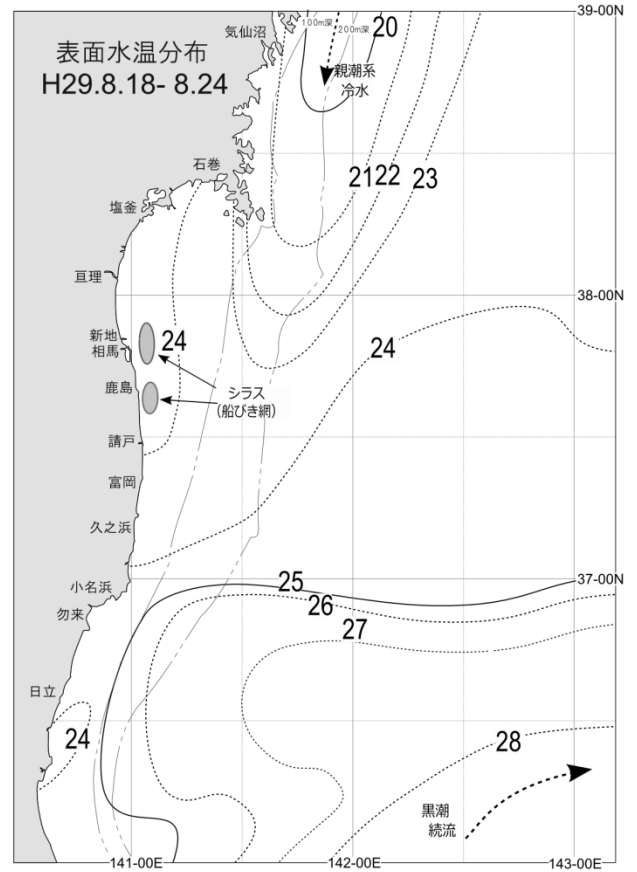 表面水温分布
H29.8.18- 8.24
39-00N
気仙沼
100m深
200m深
20
親潮系
冷水
石巻
21
22
23
塩釜
亘理
38-00N
新地
相馬
24
24
鹿島
シラス
(船びき網)
請戸
富岡
久之浜
小名浜
25
37-00N
勿来
26
27
日立
24
28
黒潮
続流
141-00E
142-00E
143-00E